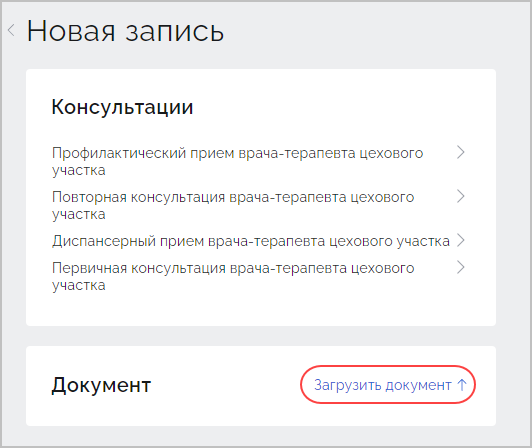 Новая запись
Консультации
Профилактический прием врача-терапевта цехового
участка
Повторная консультация врача-терапевта цехового
участка
Диспансерный прием врача-терапевта цехового участка
Первичная консультация врача-терапевта цехового
участка
Документ
Загрузить документ